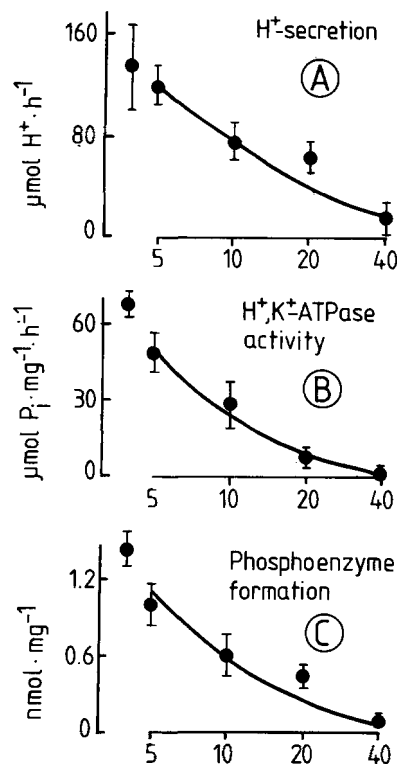 H⁺-secretion
A
μmol H⁺·h⁻¹
160
80
0
5 10 20 40
H⁺,K⁺-ATPase
activity
B
μmol Pᵢ·mg⁻¹·h⁻¹
60
30
0
5 10 20 40
Phosphoenzyme
formation
C
nmol·mg⁻¹
1.2
0.6
0
5 10 20 40